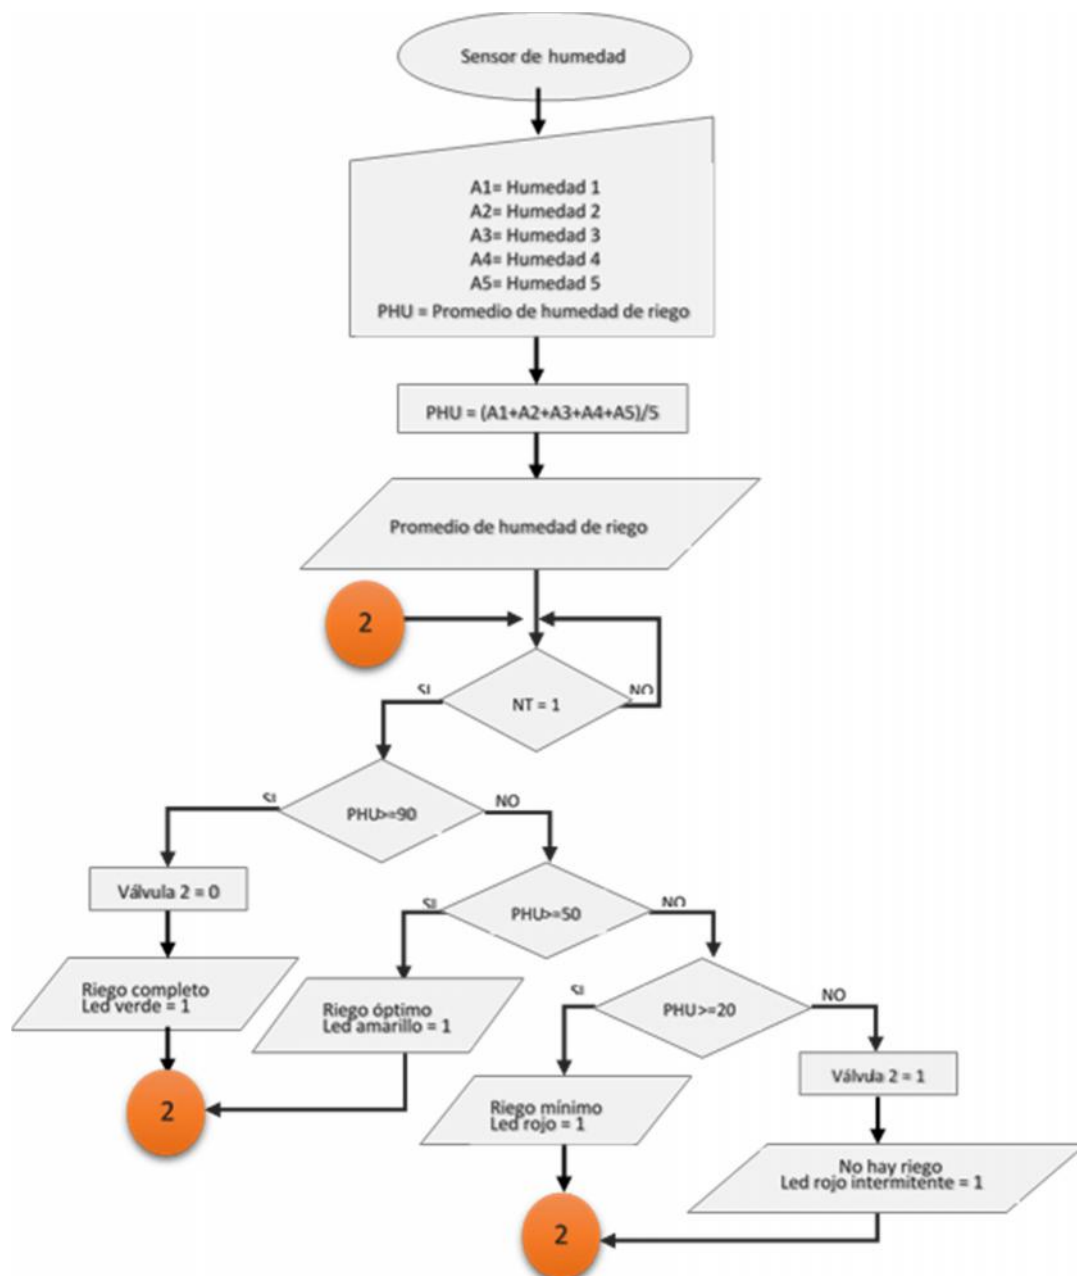 Sensor de humedad
A1= Humedad 1
A2= Humedad 2
A3= Humedad 3
A4= Humedad 4
A5= Humedad 5
PHU = Promedio de humedad de riego
PHU = (A1+A2+A3+A4+A5)/5
Promedio de humedad de riego
2
SI
NO
NT = 1
SI
NO
PHU>=90
Válvula 2 = 0
SI
NO
PHU>=50
Riego completo
Led verde = 1
Riego óptimo
Led amarillo = 1
SI
NO
PHU>=20
Válvula 2 = 1
2
Riego mínimo
Led rojo = 1
No hay riego
Led rojo intermitente = 1
2